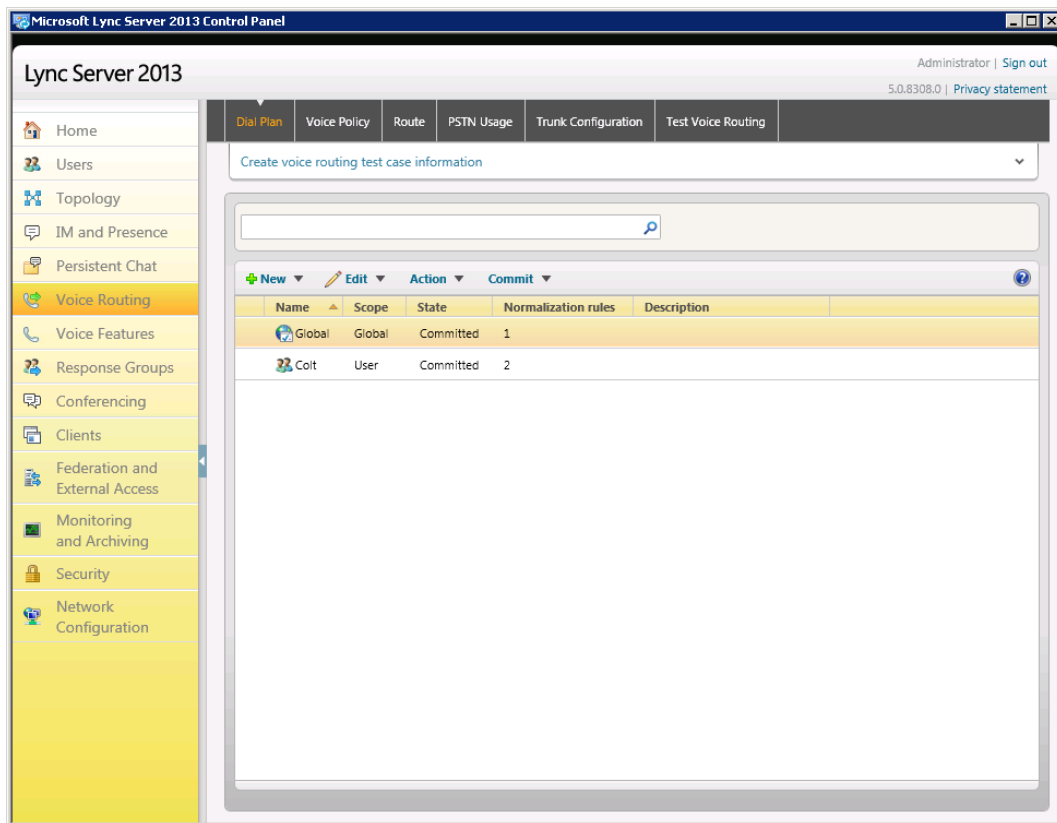 Microsoft Lync Server 2013 Control Panel
Lync Server 2013
Administrator | Sign out
5.0.8308.0 | Privacy statement
Home
Users
Topology
IM and Presence
Persistent Chat
Voice Routing
Voice Features
Response Groups
Conferencing
Clients
Federation and
External Access
Monitoring
and Archiving
Security
Network
Configuration
Dial Plan Voice Policy Route PSTN Usage Trunk Configuration Test Voice Routing
Create voice routing test case information
New Edit Action Commit
Name Scope State Normalization rules Description
Global Global Committed 1
Colt User Committed 2